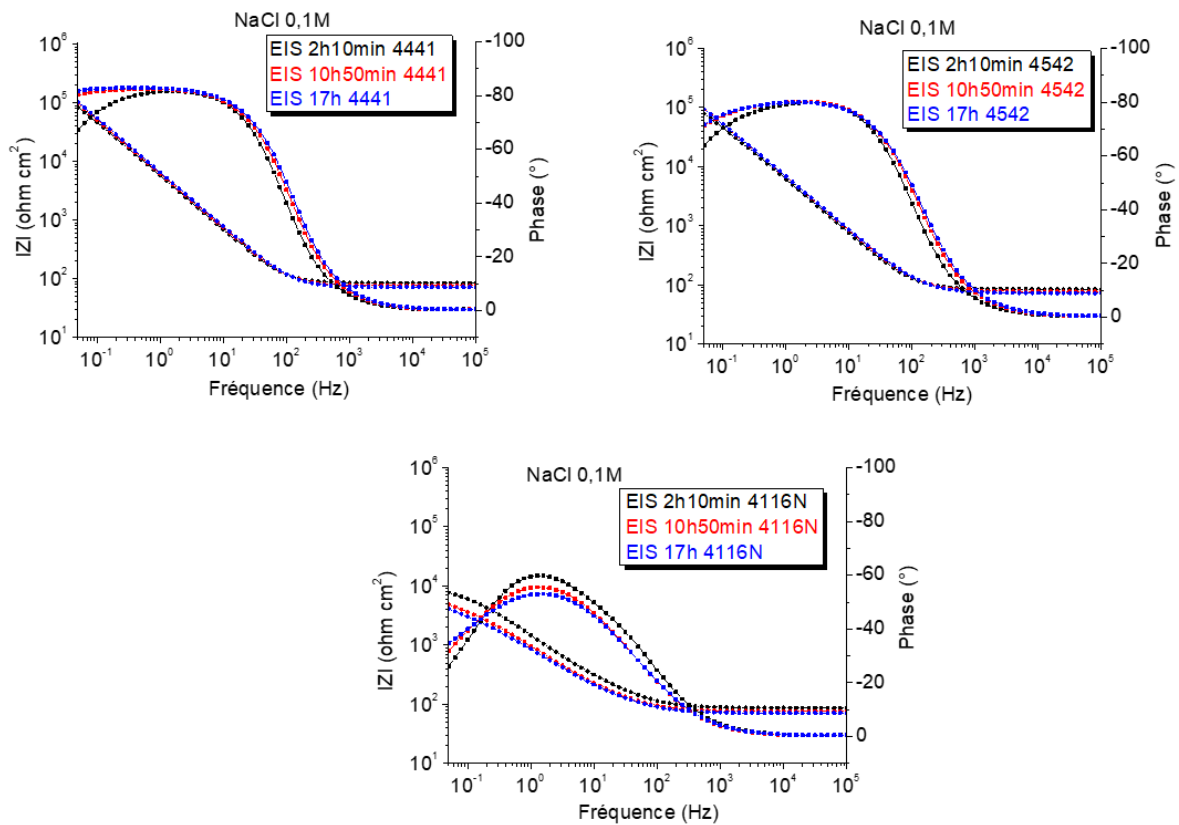 NaCl 0,1M
EIS 2h10min 4441
EIS 10h50min 4441
EIS 17h 4441
10^6
10^5
10^4
10^3
10^2
10^1
IZI (ohm cm^2)
-100
-80
-60
-40
-20
0
Phase (°)
10^-1 10^0 10^1 10^2 10^3 10^4 10^5
Fréquence (Hz)
NaCl 0,1M
EIS 2h10min 4542
EIS 10h50min 4542
EIS 17h 4542
10^6
10^5
10^4
10^3
10^2
10^1
IZI (ohm cm^2)
-100
-80
-60
-40
-20
0
Phase (°)
10^-1 10^0 10^1 10^2 10^3 10^4 10^5
Fréquence (Hz)
NaCl 0,1M
EIS 2h10min 4116N
EIS 10h50min 4116N
EIS 17h 4116N
10^6
10^5
10^4
10^3
10^2
10^1
IZI (ohm cm^2)
-100
-80
-60
-40
-20
0
Phase (°)
10^-1 10^0 10^1 10^2 10^3 10^4 10^5
Fréquence (Hz)